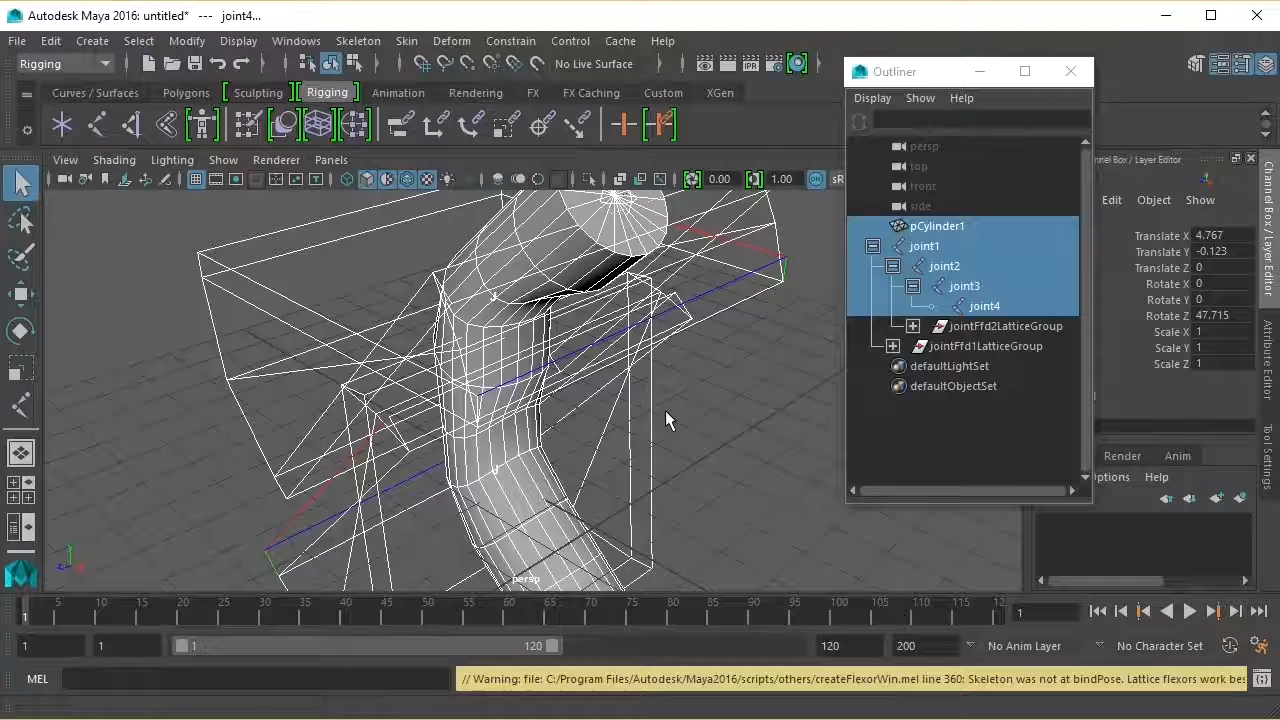 Autodesk Maya 2016: untitled* --- joint4...
File Edit Create Select Modify Display Windows Skeleton Skin Deform Constrain Control Cache Help
Rigging
No Live Surface
Curves / Surfaces Polygons Sculpting Rigging Animation Rendering FX FX Caching Custom XGen
View Shading Lighting Show Renderer Panels
0.00 1.00
Outliner
Display Show Help
persp
top
front
side
pCylinder1
joint1
joint2
joint3
joint4
jointFfd2LatticeGroup
jointFfd1LatticeGroup
defaultLightSet
defaultObjectSet
nnel Box / Layer Editor
Edit Object Show
Translate X 4.767
Translate Y -0.123
Translate Z 0
Rotate X 0
Rotate Y 0
Rotate Z 47.715
Scale X 1
Scale Y 1
Scale Z 1
Render Anim
ptions Help
Channel Box / Layer Editor
Attribute Editor
Tool Settings
persp
5 10 15 20 25 30 35 40 45 50 55 60 65 70 75 80 85 90 95 100 105 110 115 12
1
1
1 1 1 120 120 200 No Anim Layer No Character Set
MEL
// Warning: file: C:/Program Files/Autodesk/Maya2016/scripts/others/createFlexorWin.mel line 360: Skeleton was not at bindPose. Lattice flexors work be